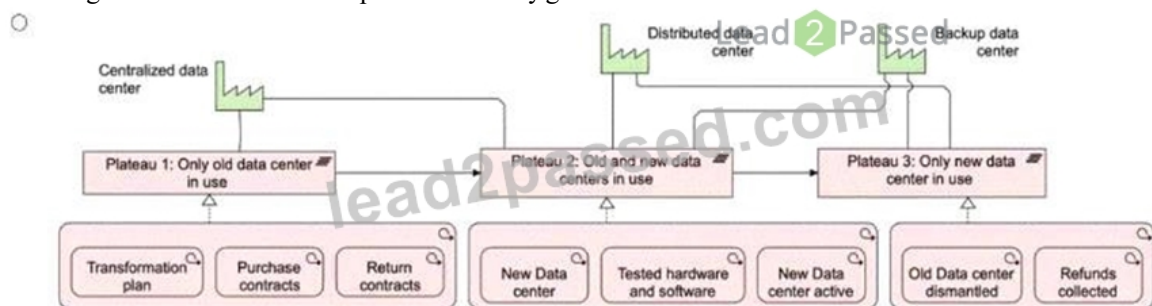 Lead 2 Passed
Distributed data
center
Backup data
center
Centralized data
center
Plateau 1: Only old data center
in use
Plateau 2: Old and new data
centers in use
Plateau 3: Only new data
center in use
lead2passed.com
Transformation
plan
Purchase
contracts
Return
contracts
New Data
center
Tested hardware
and software
New Data
center active
Old Data center
dismantled
Refunds
collected